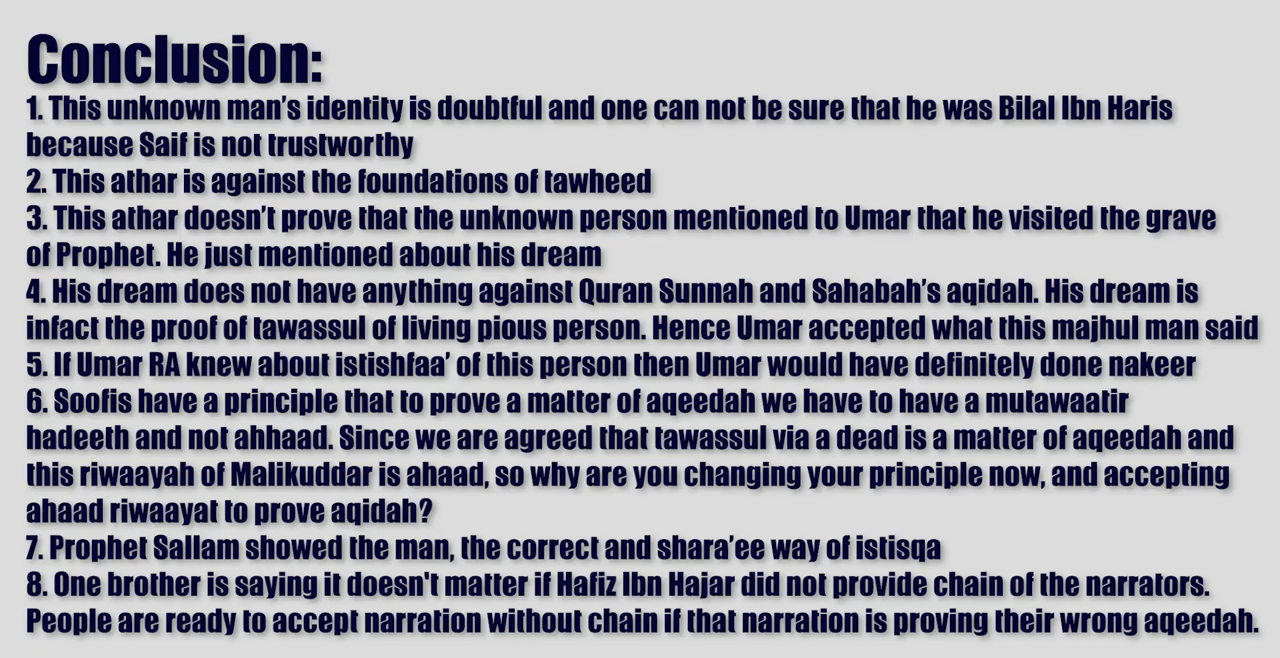 Conclusion:
1. This unknown man’s identity is doubtful and one can not be sure that he was Bilal Ibn Haris
because Saif is not trustworthy
2. This athar is against the foundations of tawheed
3. This athar doesn’t prove that the unknown person mentioned to Umar that he visited the grave
of Prophet. He just mentioned about his dream
4. His dream does not have anything against Quran Sunnah and Sahabah’s aqidah. His dream is
infact the proof of tawassul of living pious person. Hence Umar accepted what this majhul man said
5. If Umar RA knew about istishfaa’ of this person then Umar would have definitely done nakeer
6. Soofis have a principle that to prove a matter of aqeedah we have to have a mutawaatir
hadeeth and not ahhaad. Since we are agreed that tawassul via a dead is a matter of aqeedah and
this riwaayah of Malikuddar is ahaad, so why are you changing your principle now, and accepting
ahaad riwaayat to prove aqidah?
7. Prophet Sallam showed the man, the correct and shara’ee way of istisqa
8. One brother is saying it doesn't matter if Hafiz Ibn Hajar did not provide chain of the narrators.
People are ready to accept narration without chain if that narration is proving their wrong aqeedah.